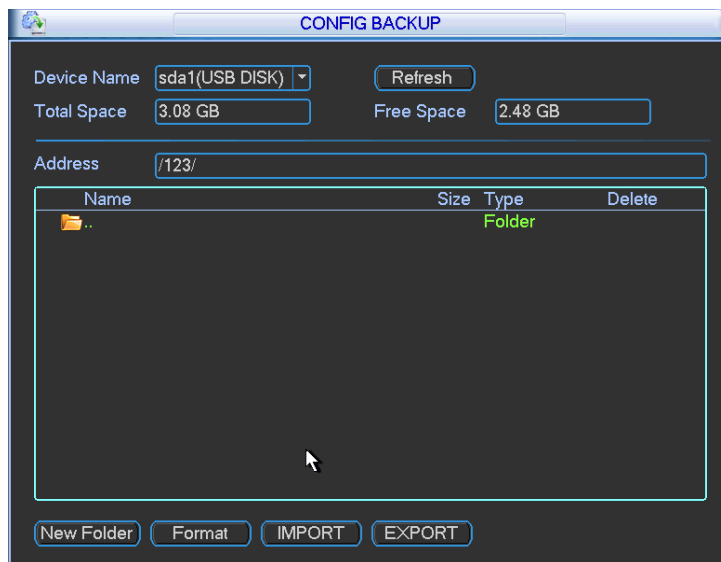 CONFIG BACKUP
Device Name sda1(USB DISK) Refresh
Total Space 3.08 GB Free Space 2.48 GB
Address /123/
Name Size Type Delete
.. Folder
New Folder Format IMPORT EXPORT